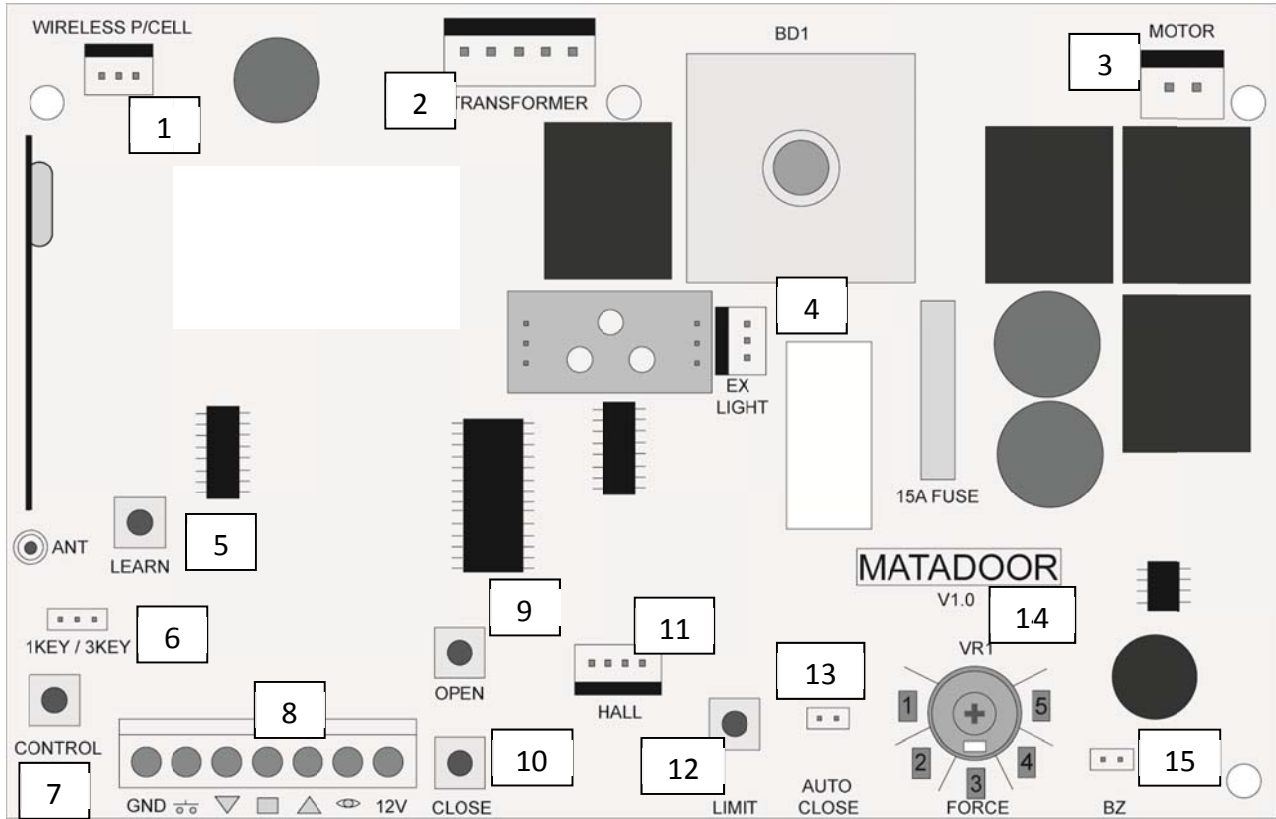 WIRELESS P/CELL
BD1
MOTOR
1
2
TRANSFORMER
3
4
EX
LIGHT
15A FUSE
ANT
LEARN
5
MATADOOR
V1.0
1KEY / 3KEY
6
9
11
14
OPEN
HALL
13
VR1
1
5
2
4
3
CONTROL
7
8
10
12
15
GND
12V
CLOSE
LIMIT
AUTO
CLOSE
FORCE
BZ